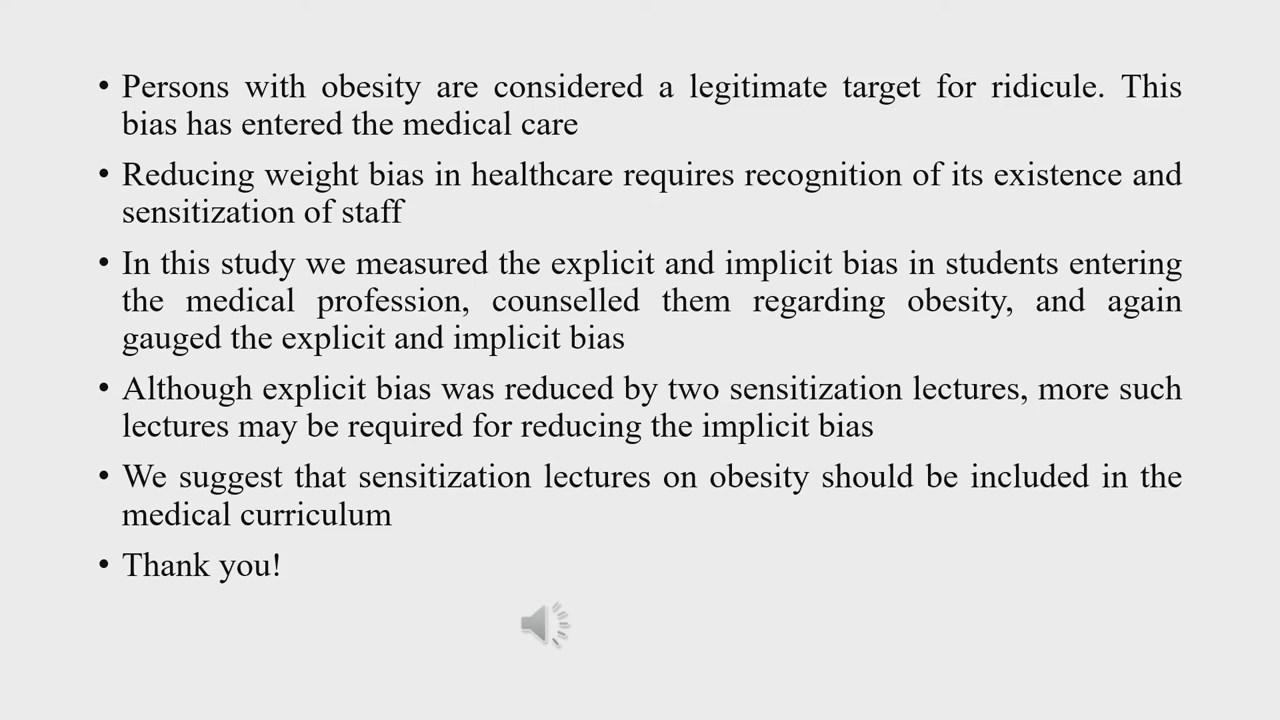 • Persons with obesity are considered a legitimate target for ridicule. This
bias has entered the medical care
• Reducing weight bias in healthcare requires recognition of its existence and
sensitization of staff
• In this study we measured the explicit and implicit bias in students entering
the medical profession, counselled them regarding obesity, and again
gauged the explicit and implicit bias
• Although explicit bias was reduced by two sensitization lectures, more such
lectures may be required for reducing the implicit bias
• We suggest that sensitization lectures on obesity should be included in the
medical curriculum
• Thank you!